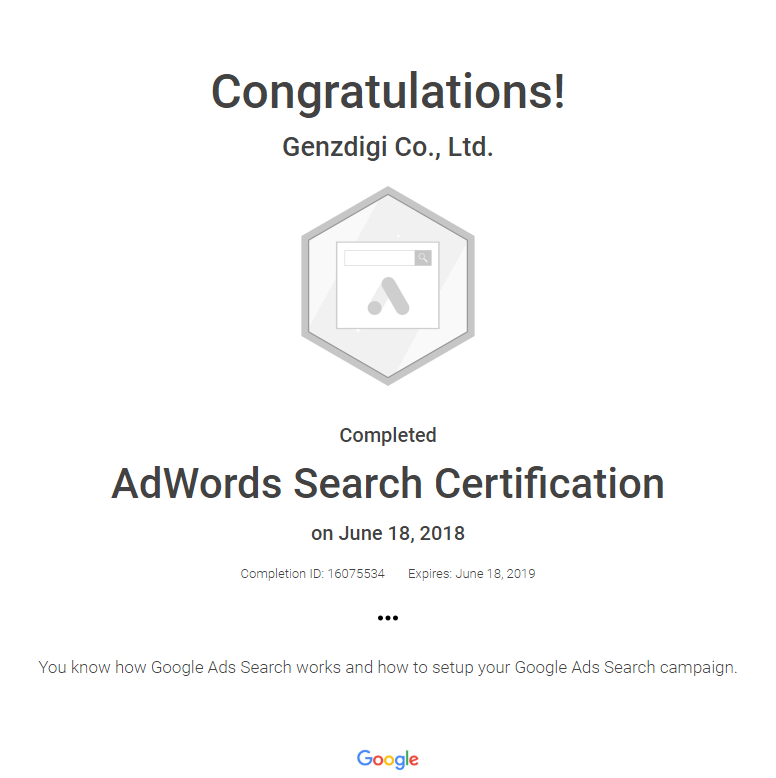 Congratulations!
Genzdigi Co., Ltd.
Completed
AdWords Search Certification
on June 18, 2018
Completion ID: 16075534 Expires: June 18, 2019
•••
You know how Google Ads Search works and how to setup your Google Ads Search campaign.
Google